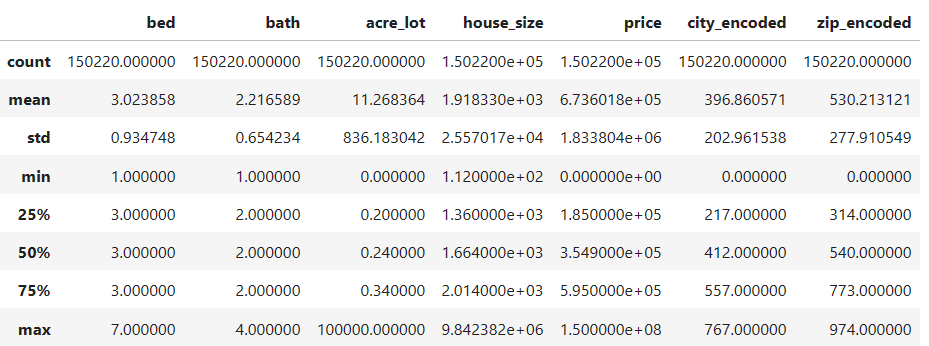 bed bath acre_lot house_size price city_encoded zip_encoded
count 150220.000000 150220.000000 150220.000000 1.502200e+05 1.502200e+05 150220.000000 150220.000000
mean 3.023858 2.216589 11.268364 1.918330e+03 6.736018e+05 396.860571 530.213121
std 0.934748 0.654234 836.183042 2.557017e+04 1.833804e+06 202.961538 277.910549
min 1.000000 1.000000 0.000000 1.120000e+02 0.000000e+00 0.000000 0.000000
25% 3.000000 2.000000 0.200000 1.360000e+03 1.850000e+05 217.000000 314.000000
50% 3.000000 2.000000 0.240000 1.664000e+03 3.549000e+05 412.000000 540.000000
75% 3.000000 2.000000 0.340000 2.014000e+03 5.950000e+05 557.000000 773.000000
max 7.000000 4.000000 100000.000000 9.842382e+06 1.500000e+08 767.000000 974.000000